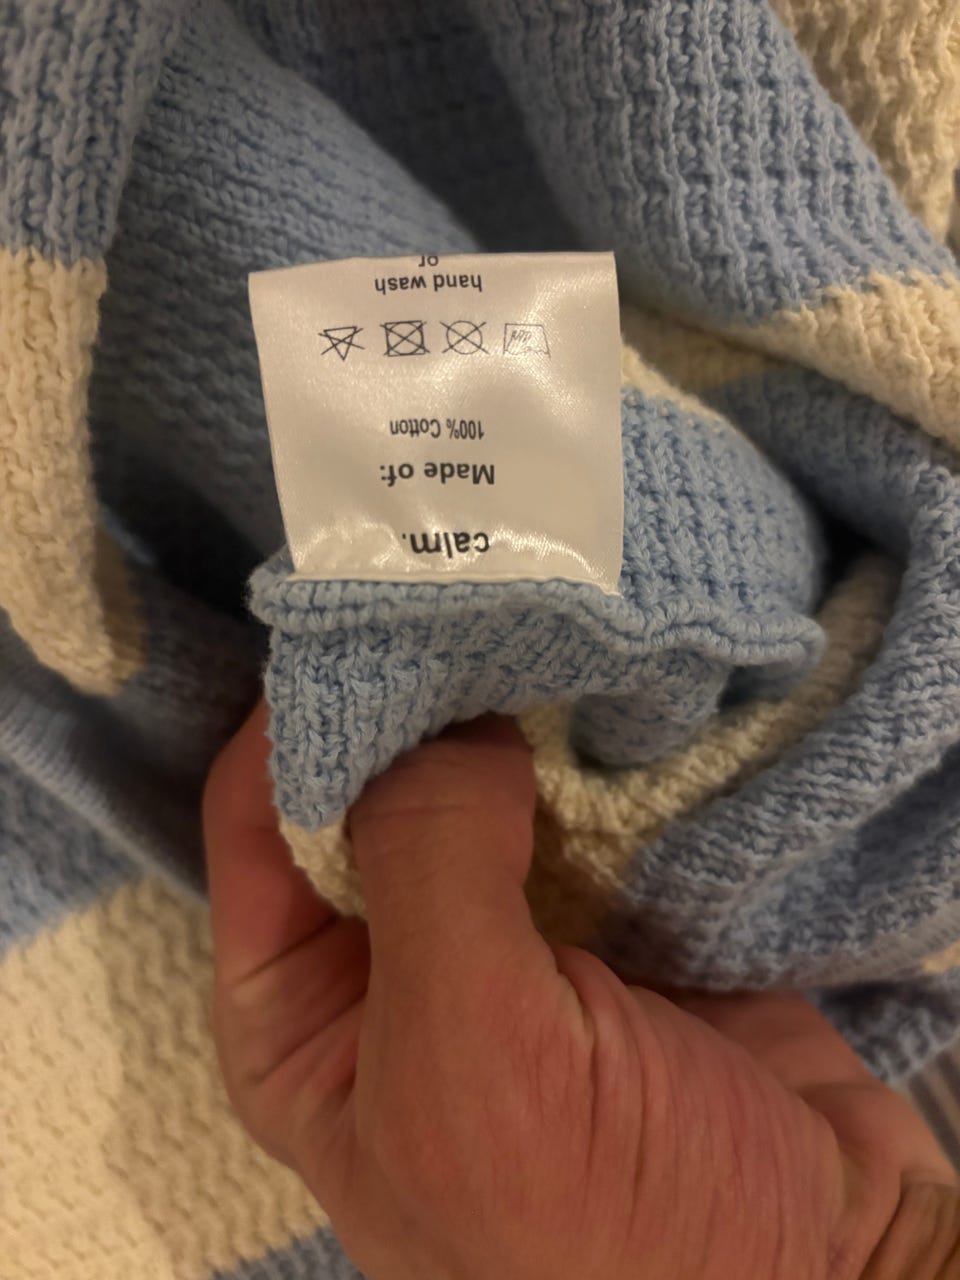 calm.
Made of:
100% Cotton
hand wash
or